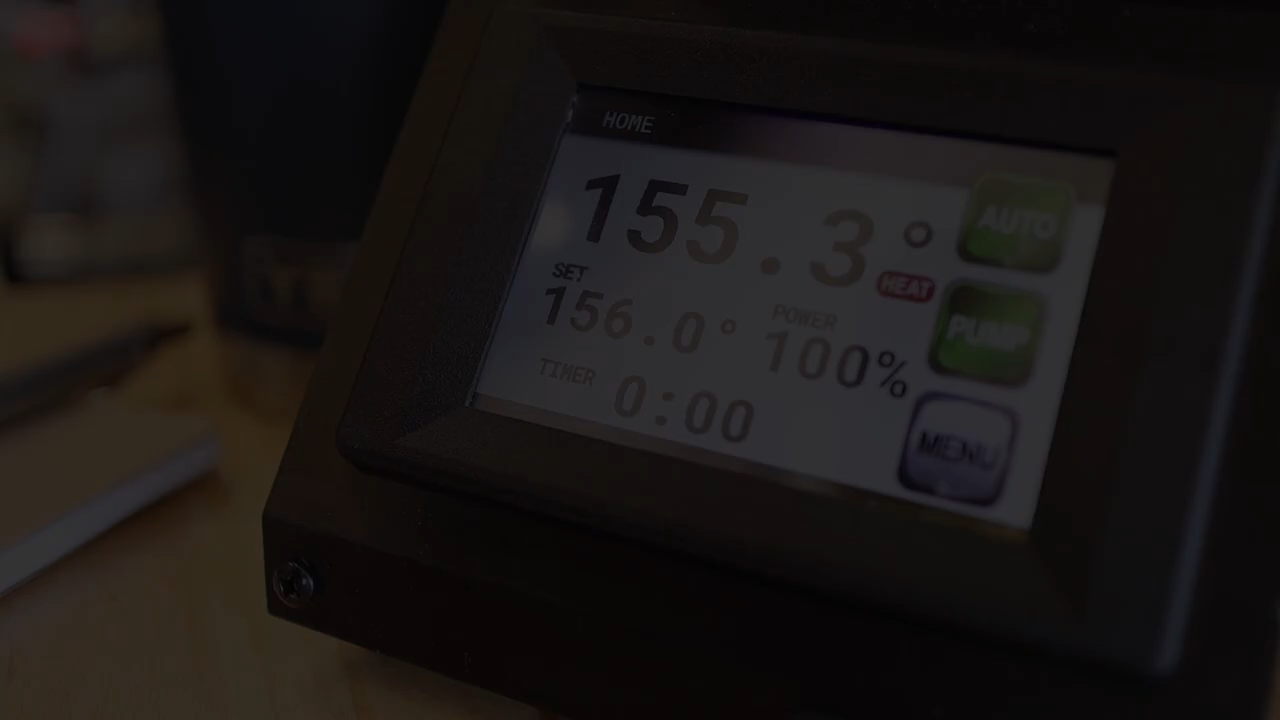 HOME
155.3°
HEAT
SET
156.0°
POWER
100%
TIMER
0:00
AUTO
PUMP
MENU